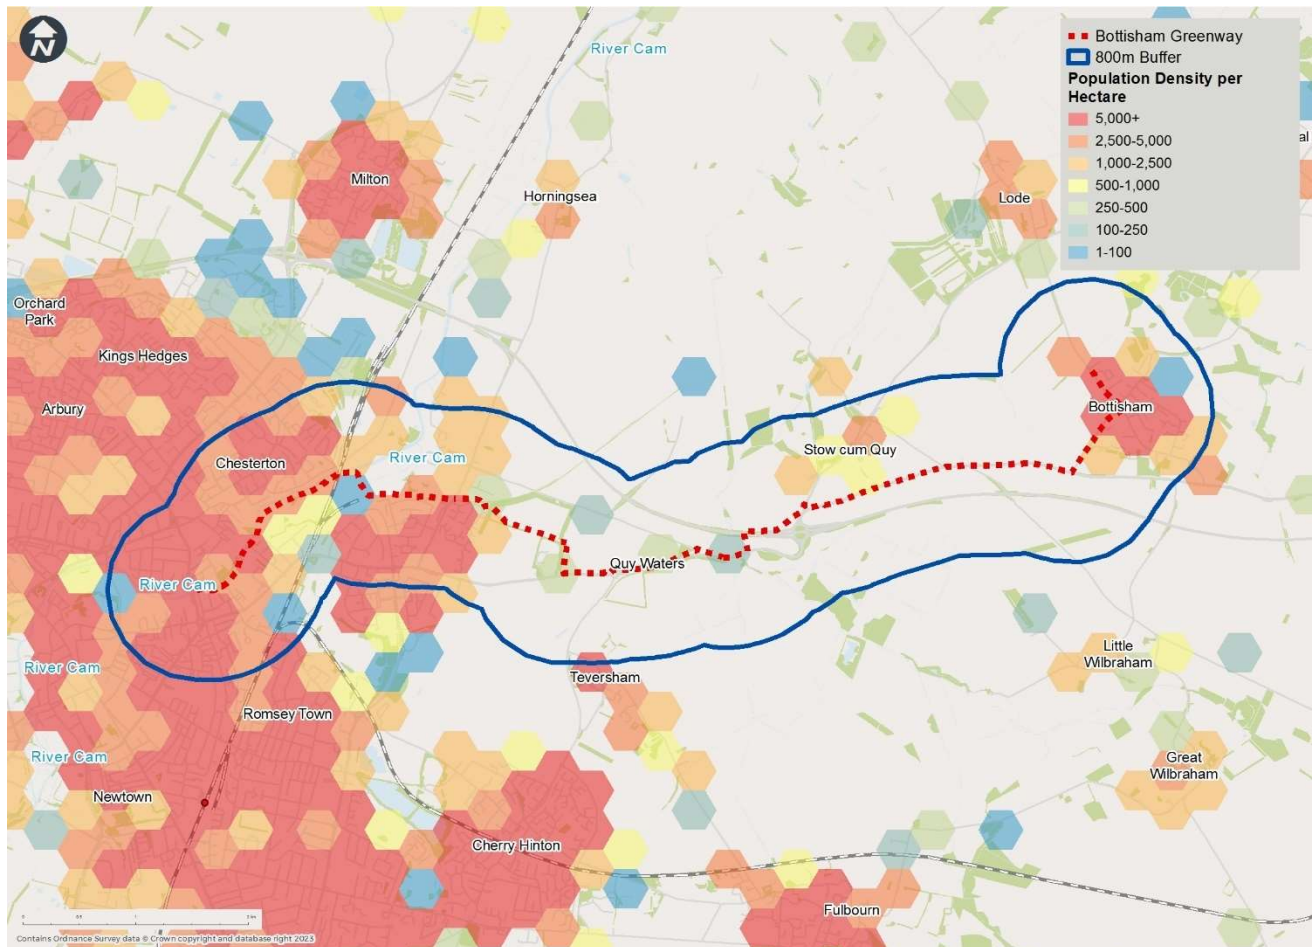 N
River Cam
Bottisham Greenway
800m Buffer
Population Density per
Hectare
5,000+
2,500-5,000
1,000-2,500
500-1,000
250-500
100-250
1-100
al
Milton
Horningsea
Lode
Orchard
Park
Kings Hedges
Arbury
Bottisham
Chesterton
River Cam
Stow cum Quy
Quy Waters
River Cam
Little
Wilbraham
River Cam
Teversham
Romsey Town
River Cam
Great
Wilbraham
Newtown
Cherry Hinton
Fulbourn
Contains Ordnance Survey data © Crown copyright and database right 2023